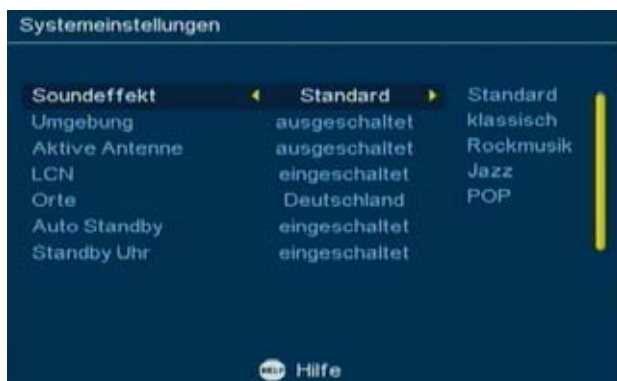 Systemeinstellungen
Soundeffekt Standard Standard
Umgebung ausgeschaltet klassisch
Aktive Antenne ausgeschaltet Rockmusik
LCN eingeschaltet Jazz
Orte Deutschland POP
Auto Standby eingeschaltet
Standby Uhr eingeschaltet
HELP Hilfe